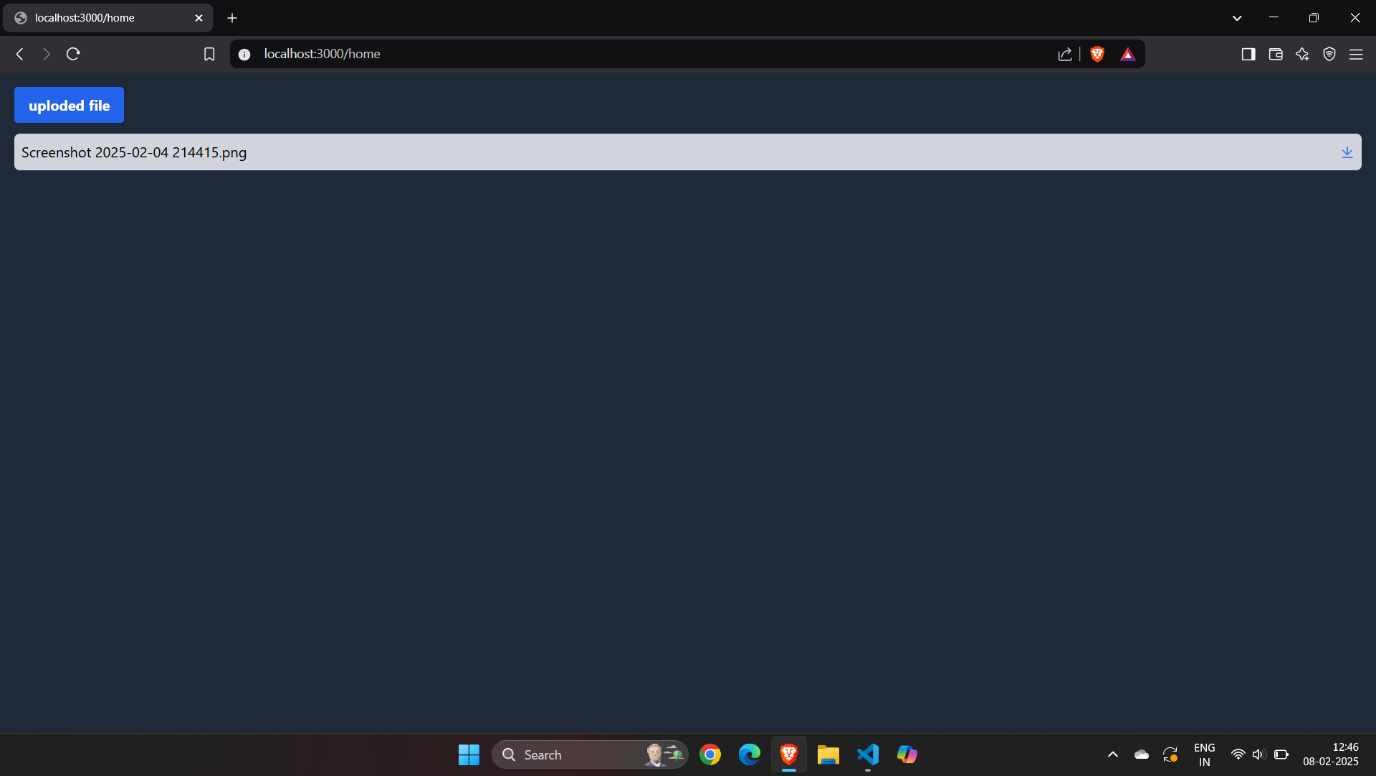 localhost:3000/home
localhost:3000/home
uploded file
Screenshot 2025-02-04 214415.png
Search
ENG
IN
12:46
08-02-2025